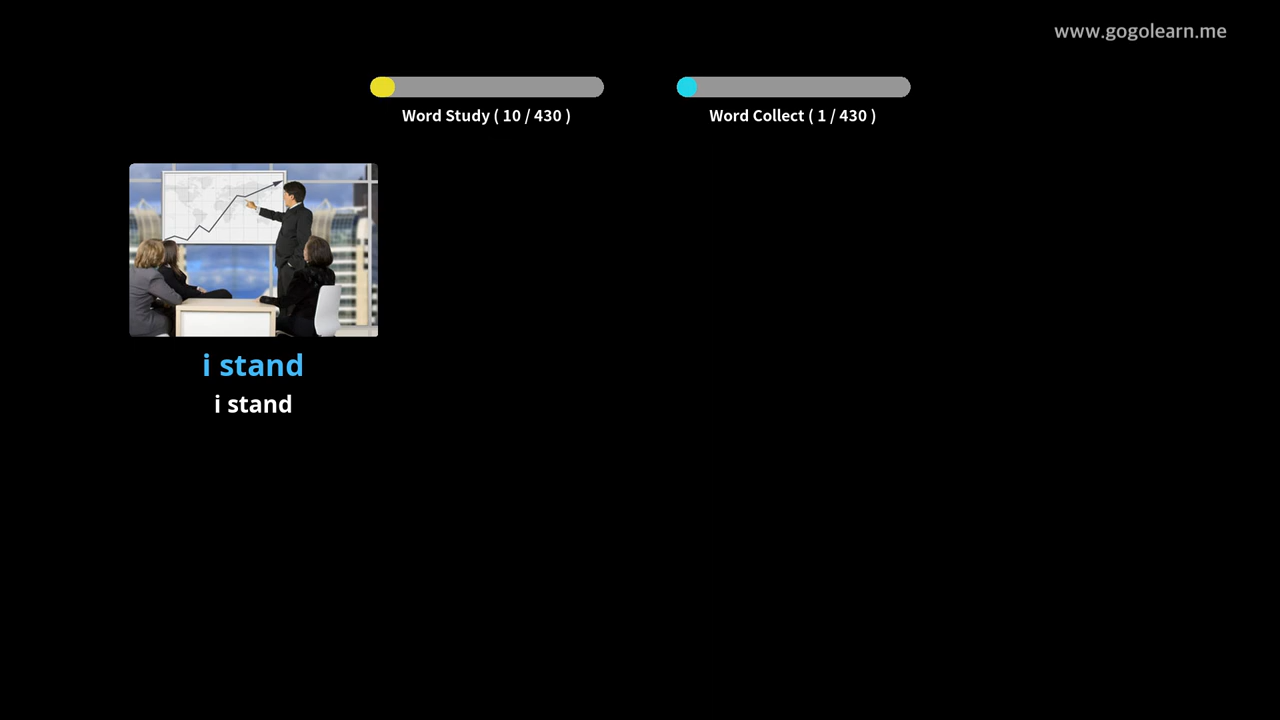 www.gogolearn.me
Word Study ( 10 / 430 )
Word Collect ( 1 / 430 )
i stand
i stand